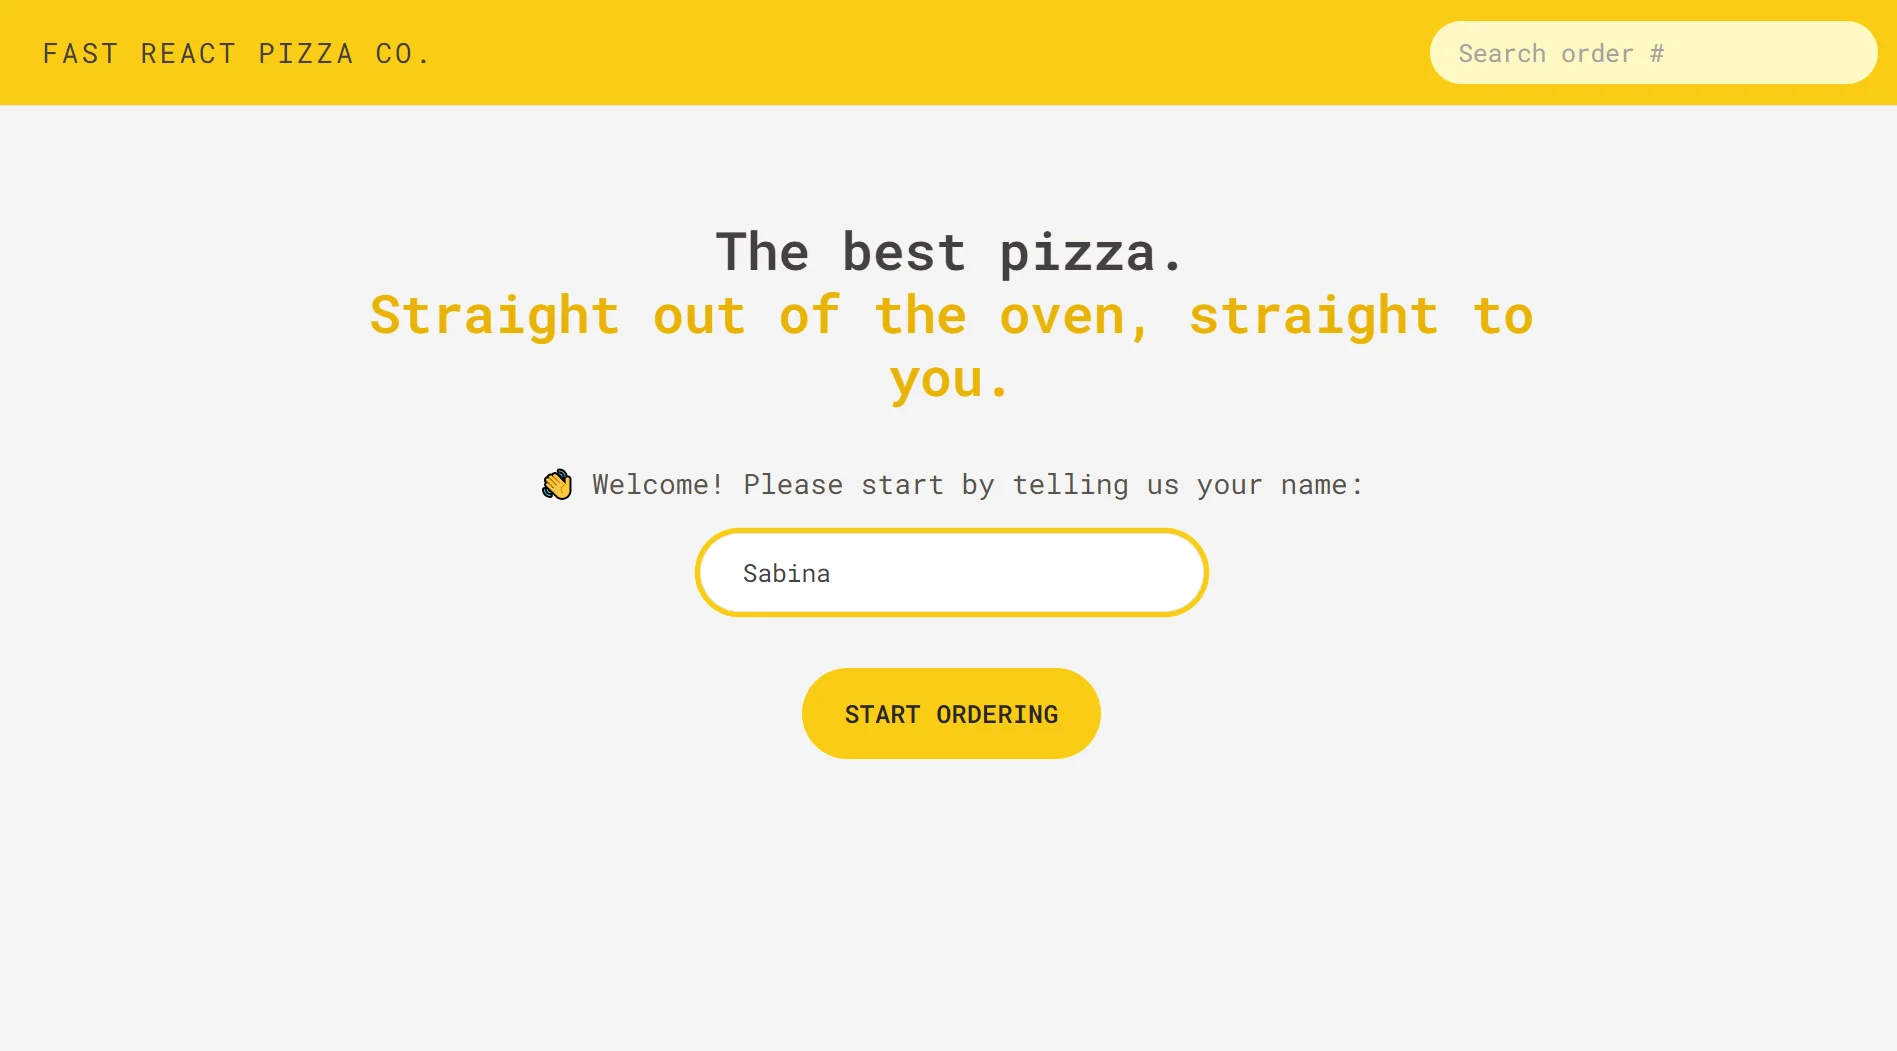 FAST REACT PIZZA CO.
Search order #
The best pizza.
Straight out of the oven, straight to
you.
👋 Welcome! Please start by telling us your name:
Sabina
START ORDERING